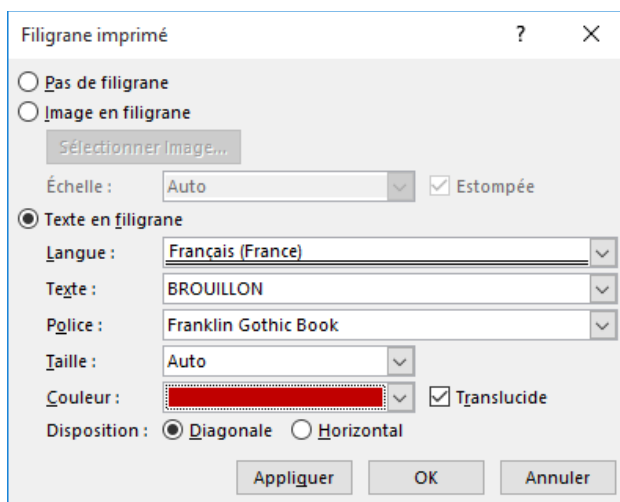 Filigrane imprimé ?
Pas de filigrane
Image en filigrane
Sélectionner Image...
Échelle : Auto Estompée
Texte en filigrane
Langue : Français (France)
Texte : BROUILLON
Police : Franklin Gothic Book
Taille : Auto
Couleur : Translucide
Disposition : Diagonale Horizontal
Appliquer OK Annuler